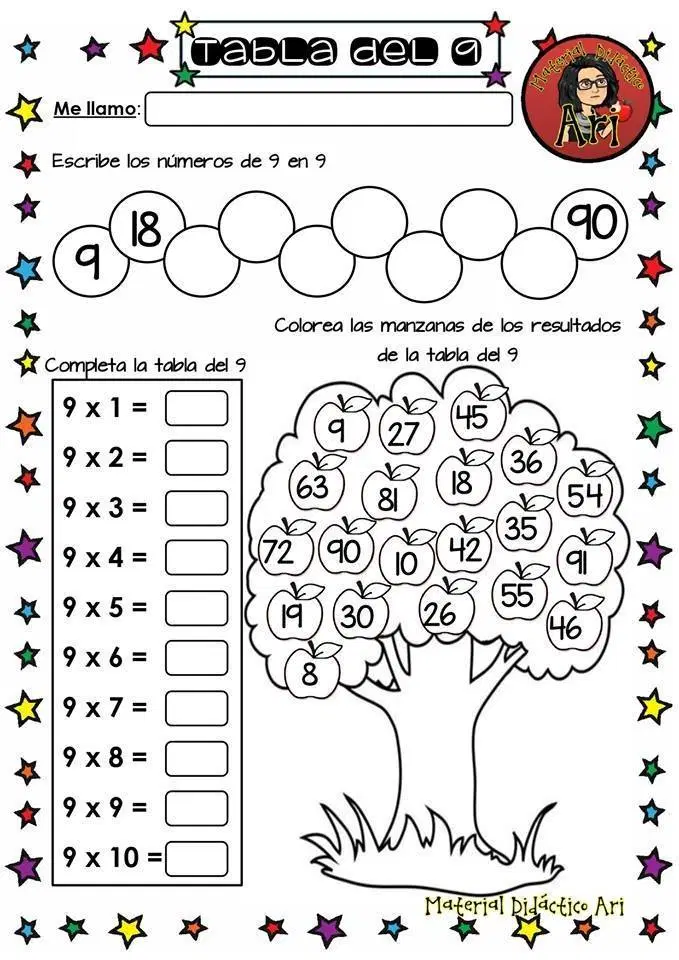 Tabla del 9
Material Didáctico
Ari
Me llamo:
Escribe los números de 9 en 9
9 18 90
Colorea las manzanas de los resultados
de la tabla del 9
Completa la tabla del 9
9 x 1 =
9 x 2 =
9 x 3 =
9 x 4 =
9 x 5 =
9 x 6 =
9 x 7 =
9 x 8 =
9 x 9 =
9 x 10 =
9 27 45
63 81 18 36 54
72 90 10 42 35 91
19 30 26 55 46
8
Material Didáctico Ari